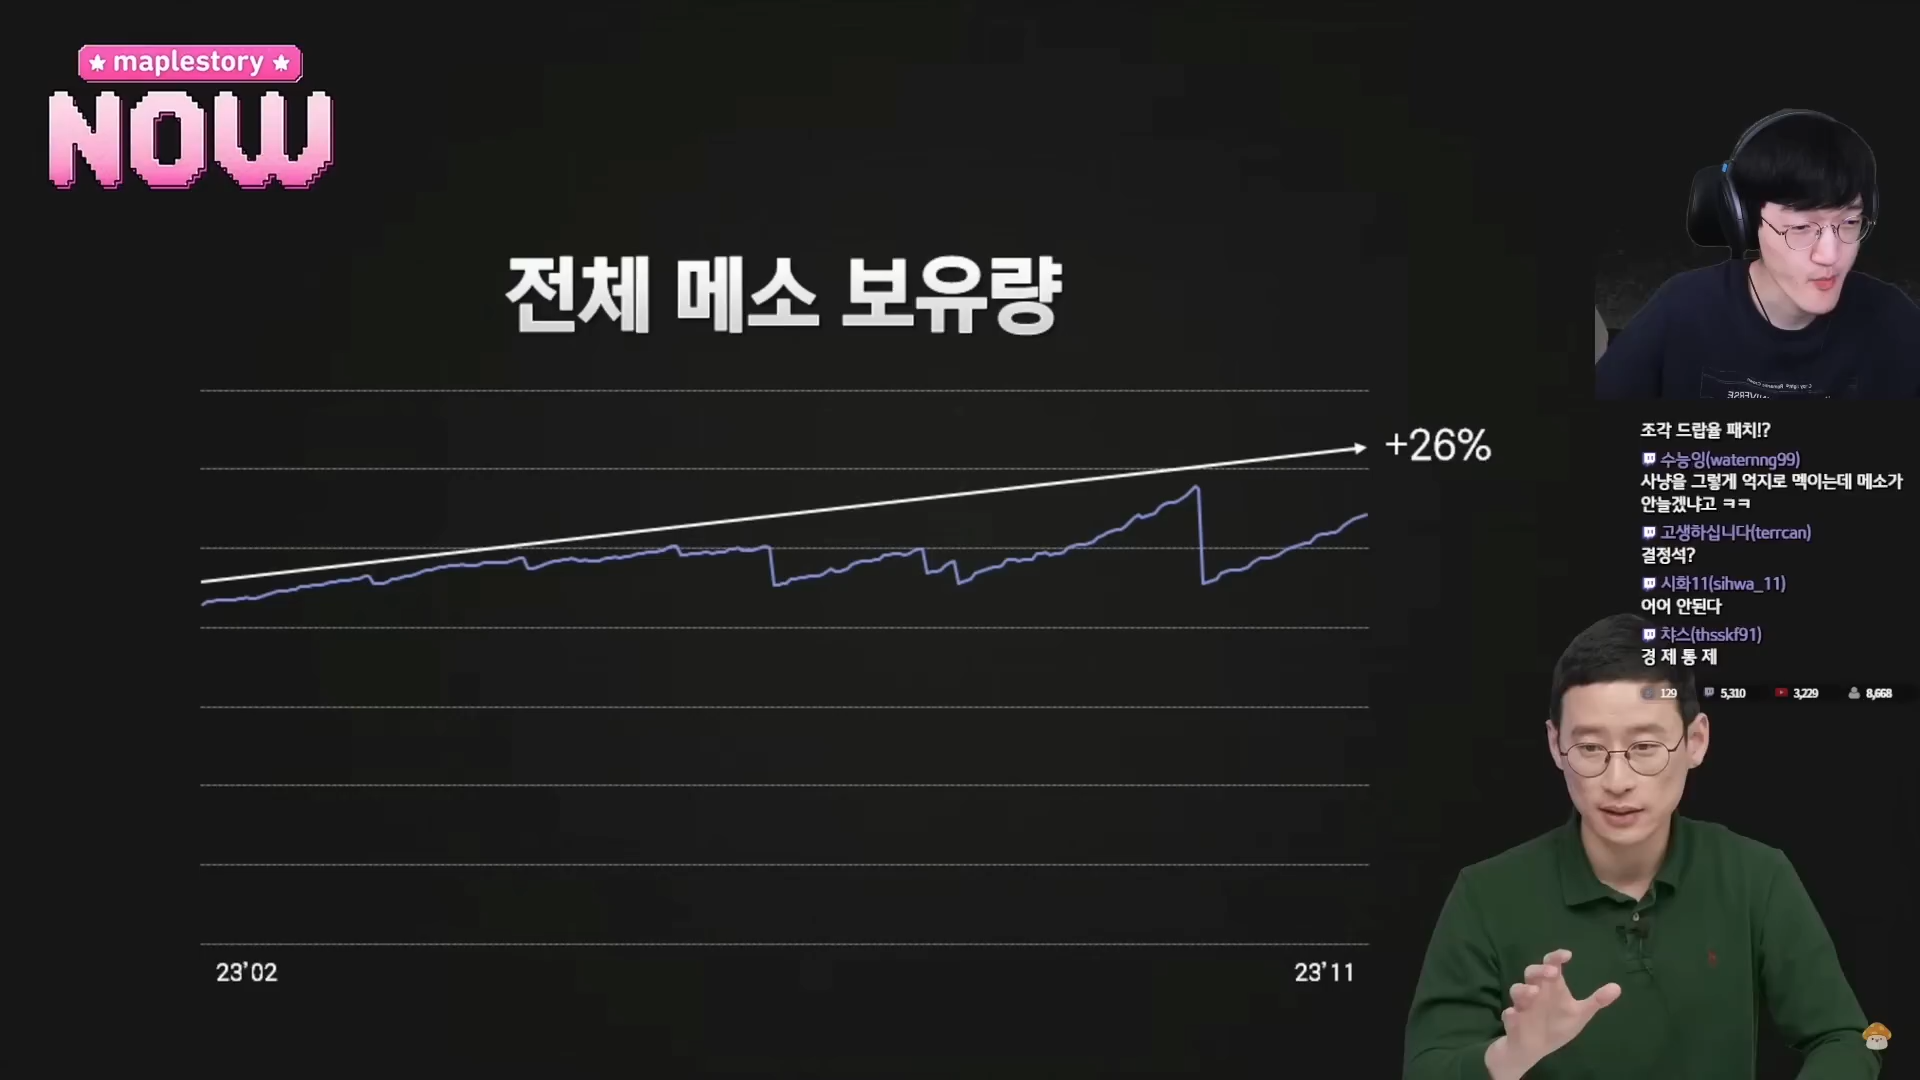 maplestory
NOW
전체 메소 보유량
+26%
23’02
23’11
조각 드랍율 패치!?
수능잉(waternng99)
사냥을 그렇게 억지로 멕이는데 메소가
안늘겠냐고 ㅋㅋ
고생하십니다(terrcan)
결정석?
시화11(sihwa_11)
어어 안된다
챠스(thsskf91)
경 제 통 제
129 5,310 3,229 8,668